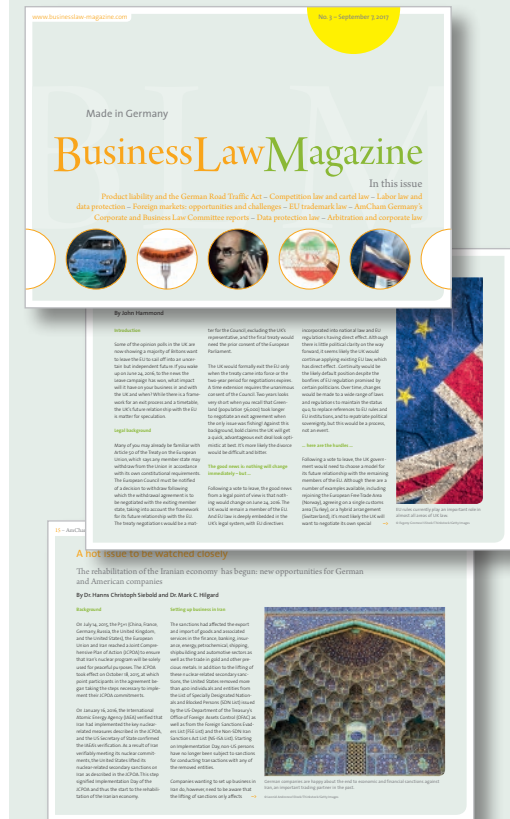 www.businesslaw-magazine.com
No. 3 – September 7, 2017
Made in Germany
BusinessLawMagazine
In this issue
Product liability and the German Road Traffic Act – Competition law and cartel law – Labor law and
data protection – Foreign markets: opportunities and challenges – EU trademark law – AmCham Germany's
Corporate and Business Law Committee reports – Data protection law – Arbitration and corporate law
By John Hammond
Introduction
Some of the opinion polls in the UK are
now showing a majority of Britons want
to leave the EU to sail off into an uncer-
tain but independent future. If you wake
up on June 24, 2016, to the news the
Leave campaign has won, what impact
will it have on your business in and with
the UK and when? While there is a frame-
work for an exit process and a timetable,
the UK's future relationship with the EU
is matter for speculation.
Legal background
Many of you may already be familiar with
Article 50 of the Treaty on the European
Union, which says any member state may
withdraw from the Union in accordance
with its own constitutional requirements.
The European Council must be notified
of a decision to withdraw following
which the withdrawal agreement is to
be negotiated with the exiting member
state, taking into account the framework
for its future relationship with the EU.
The treaty negotiations would be a mat-
ter for the Council, excluding the UK's
representative, and the final treaty would
need the prior consent of the European
Parliament.
The UK would formally exit the EU only
when the treaty came into force or the
two-year period for negotiations expires.
A time extension requires the unanimous
consent of the Council. Two years looks
very short when you recall that Green-
land (population 56,000) took longer
to negotiate an exit agreement when
the only issue was fishing! Against this
background, bold claims the UK will get
a quick, advantageous exit deal look opti-
mistic at best. It's more likely the divorce
would be difficult and bitter.
The good news is: nothing will change
immediately – but...
Following a vote to leave, the good news
from a legal point of view is that noth-
ing would change on June 24, 2016. The
UK would remain a member of the EU.
And EU law is deeply embedded in the
UK's legal system, with EU directives
incorporated into national law and EU
regulations having direct effect. Although
there is little political clarity on the way
forward, it seems likely the UK would
continue applying existing EU law, which
has direct effect. Continuity would be
the likely default position despite the
bonfires of EU regulation promised by
certain politicians. Over time, changes
would be made to a wide range of laws
and regulations to maintain the status
quo, to replace references to EU rules and
EU institutions, and to repatriate political
sovereignty, but this would be a process,
not an event.
... here are the hurdles...
Following a vote to leave, the UK govern-
ment would need to choose a model for
its future relationship with the remaining
members of the EU. Although there are a
number of examples available, including
rejoining the European Free Trade Area
(Norway), agreeing on a single customs
area (Turkey), or a hybrid arrangement
(Switzerland), it's most likely the UK will
want to negotiate its own special →
EU rules currently play an important role in
almost all areas of UK law.
A hot issue to be watched closely
The rehabilitation of the Iranian economy has begun: new opportunities for German
and American companies
By Dr. Hanns Christoph Siebold and Dr. Mark C. Hilgard
Background
On July 14, 2015, the P5+1 (China, France,
Germany, Russia, the United Kingdom,
and the United States), the European
Union and Iran reached a Joint Compre-
hensive Plan of Action (JCPOA) to ensure
that Iran's nuclear program will be solely
used for peaceful purposes. The JCPOA
took effect on October 18, 2015, at which
point participants in the agreement be-
gan taking the steps necessary to imple-
ment their JCPOA commitments.
On January 16, 2016, the International
Atomic Energy Agency (IAEA) verified that
Iran had implemented the key nuclear-
related measures described in the JCPOA,
and the US Secretary of State confirmed
the IAEA's verification. As a result of Iran
verifiably meeting its nuclear commit-
ments, the United States lifted its
nuclear-related secondary sanctions on
Iran as described in the JCPOA. This step
signified Implementation Day of the
JCPOA and thus the start to the rehabili-
tation of the Iranian economy.
Setting up business in Iran
The sanctions had affected the export
and import of goods and associated
services in the finance, banking, insur-
ance, energy, petrochemical, shipping,
shipbuilding and automotive sectors as
well as the trade in gold and other pre-
cious metals. In addition to the lifting of
these nuclear-related secondary sanc-
tions, the United States removed more
than 400 individuals and entities from
the List of Specially Designated Nation-
als and Blocked Persons (SDN List) issued
by the US-Department of the Treasury's
Office of Foreign Assets Control (OFAC) as
well as from the Foreign Sanctions Evad-
ers List (FSE List) and the Non-SDN Iran
Sanctions Act List (NS-ISA List). Starting
on Implementation Day, non-US persons
have no longer been subject to sanctions
for conducting transactions with any of
the removed individuals or entities.
Companies wanting to set up business in
Iran do, however, need to be aware that
the lifting of sanctions only affects →
German companies are happy about the end to economic and financial sanctions against
Iran, an important trading partner in the past.